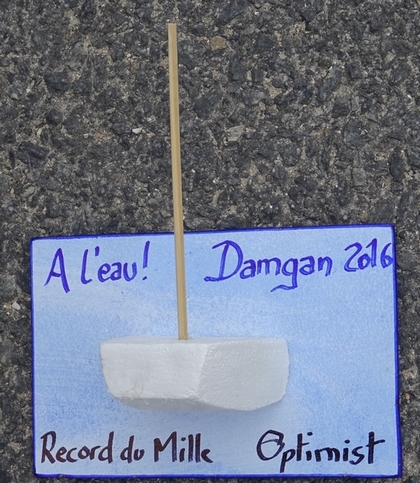 A l'eau! Damgan 2016
Record du Mille Optimist